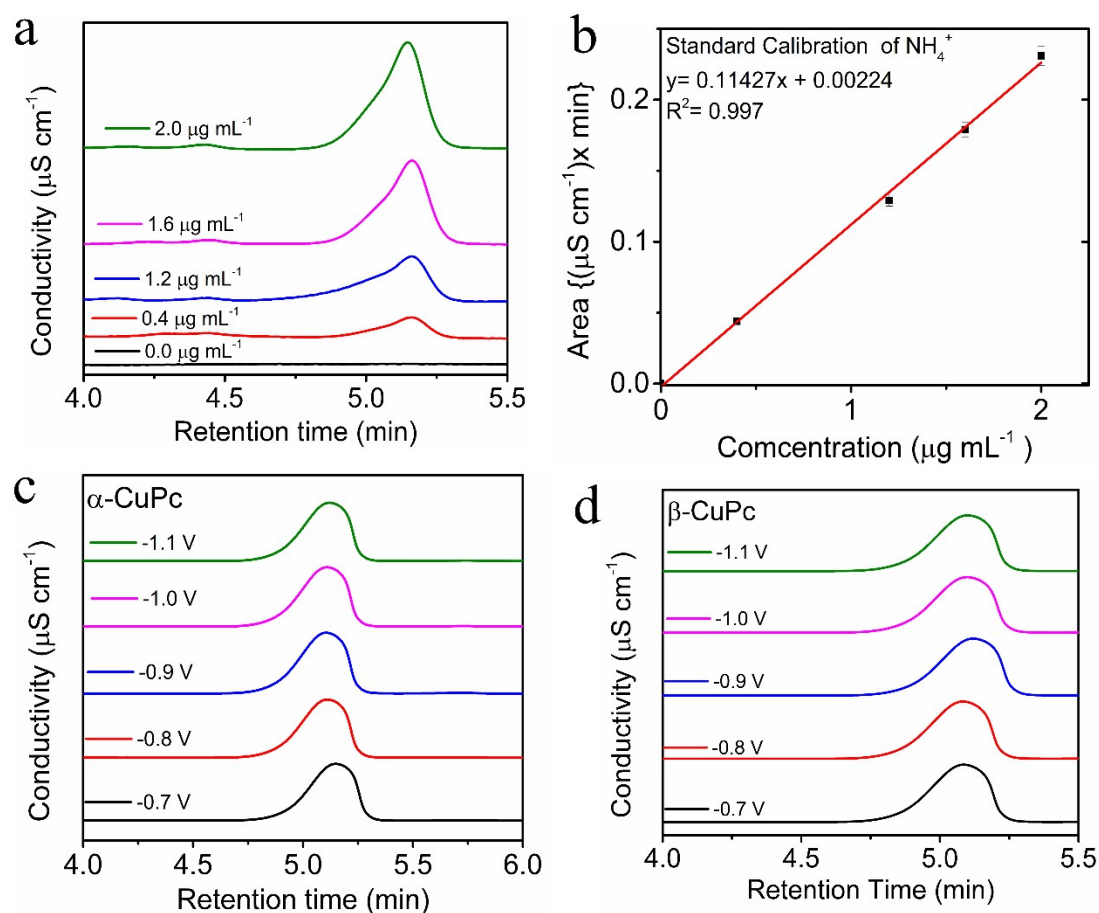 a
Conductivity (μS cm⁻¹)
2.0 μg mL⁻¹
1.6 μg mL⁻¹
1.2 μg mL⁻¹
0.4 μg mL⁻¹
0.0 μg mL⁻¹
4.0 4.5 5.0 5.5
Retention time (min)
b
Area {(μS cm⁻¹)x min}
Standard Calibration of NH₄⁺
y= 0.11427x + 0.00224
R²= 0.997
0.2
0.1
0.0
0 1 2
Comcentration (μg mL⁻¹ )
c
Conductivity (μS cm⁻¹)
α-CuPc
-1.1 V
-1.0 V
-0.9 V
-0.8 V
-0.7 V
4.0 4.5 5.0 5.5 6.0
Retention time (min)
d
Conductivity (μS cm⁻¹)
β-CuPc
-1.1 V
-1.0 V
-0.9 V
-0.8 V
-0.7 V
4.0 4.5 5.0 5.5
Retention Time (min)